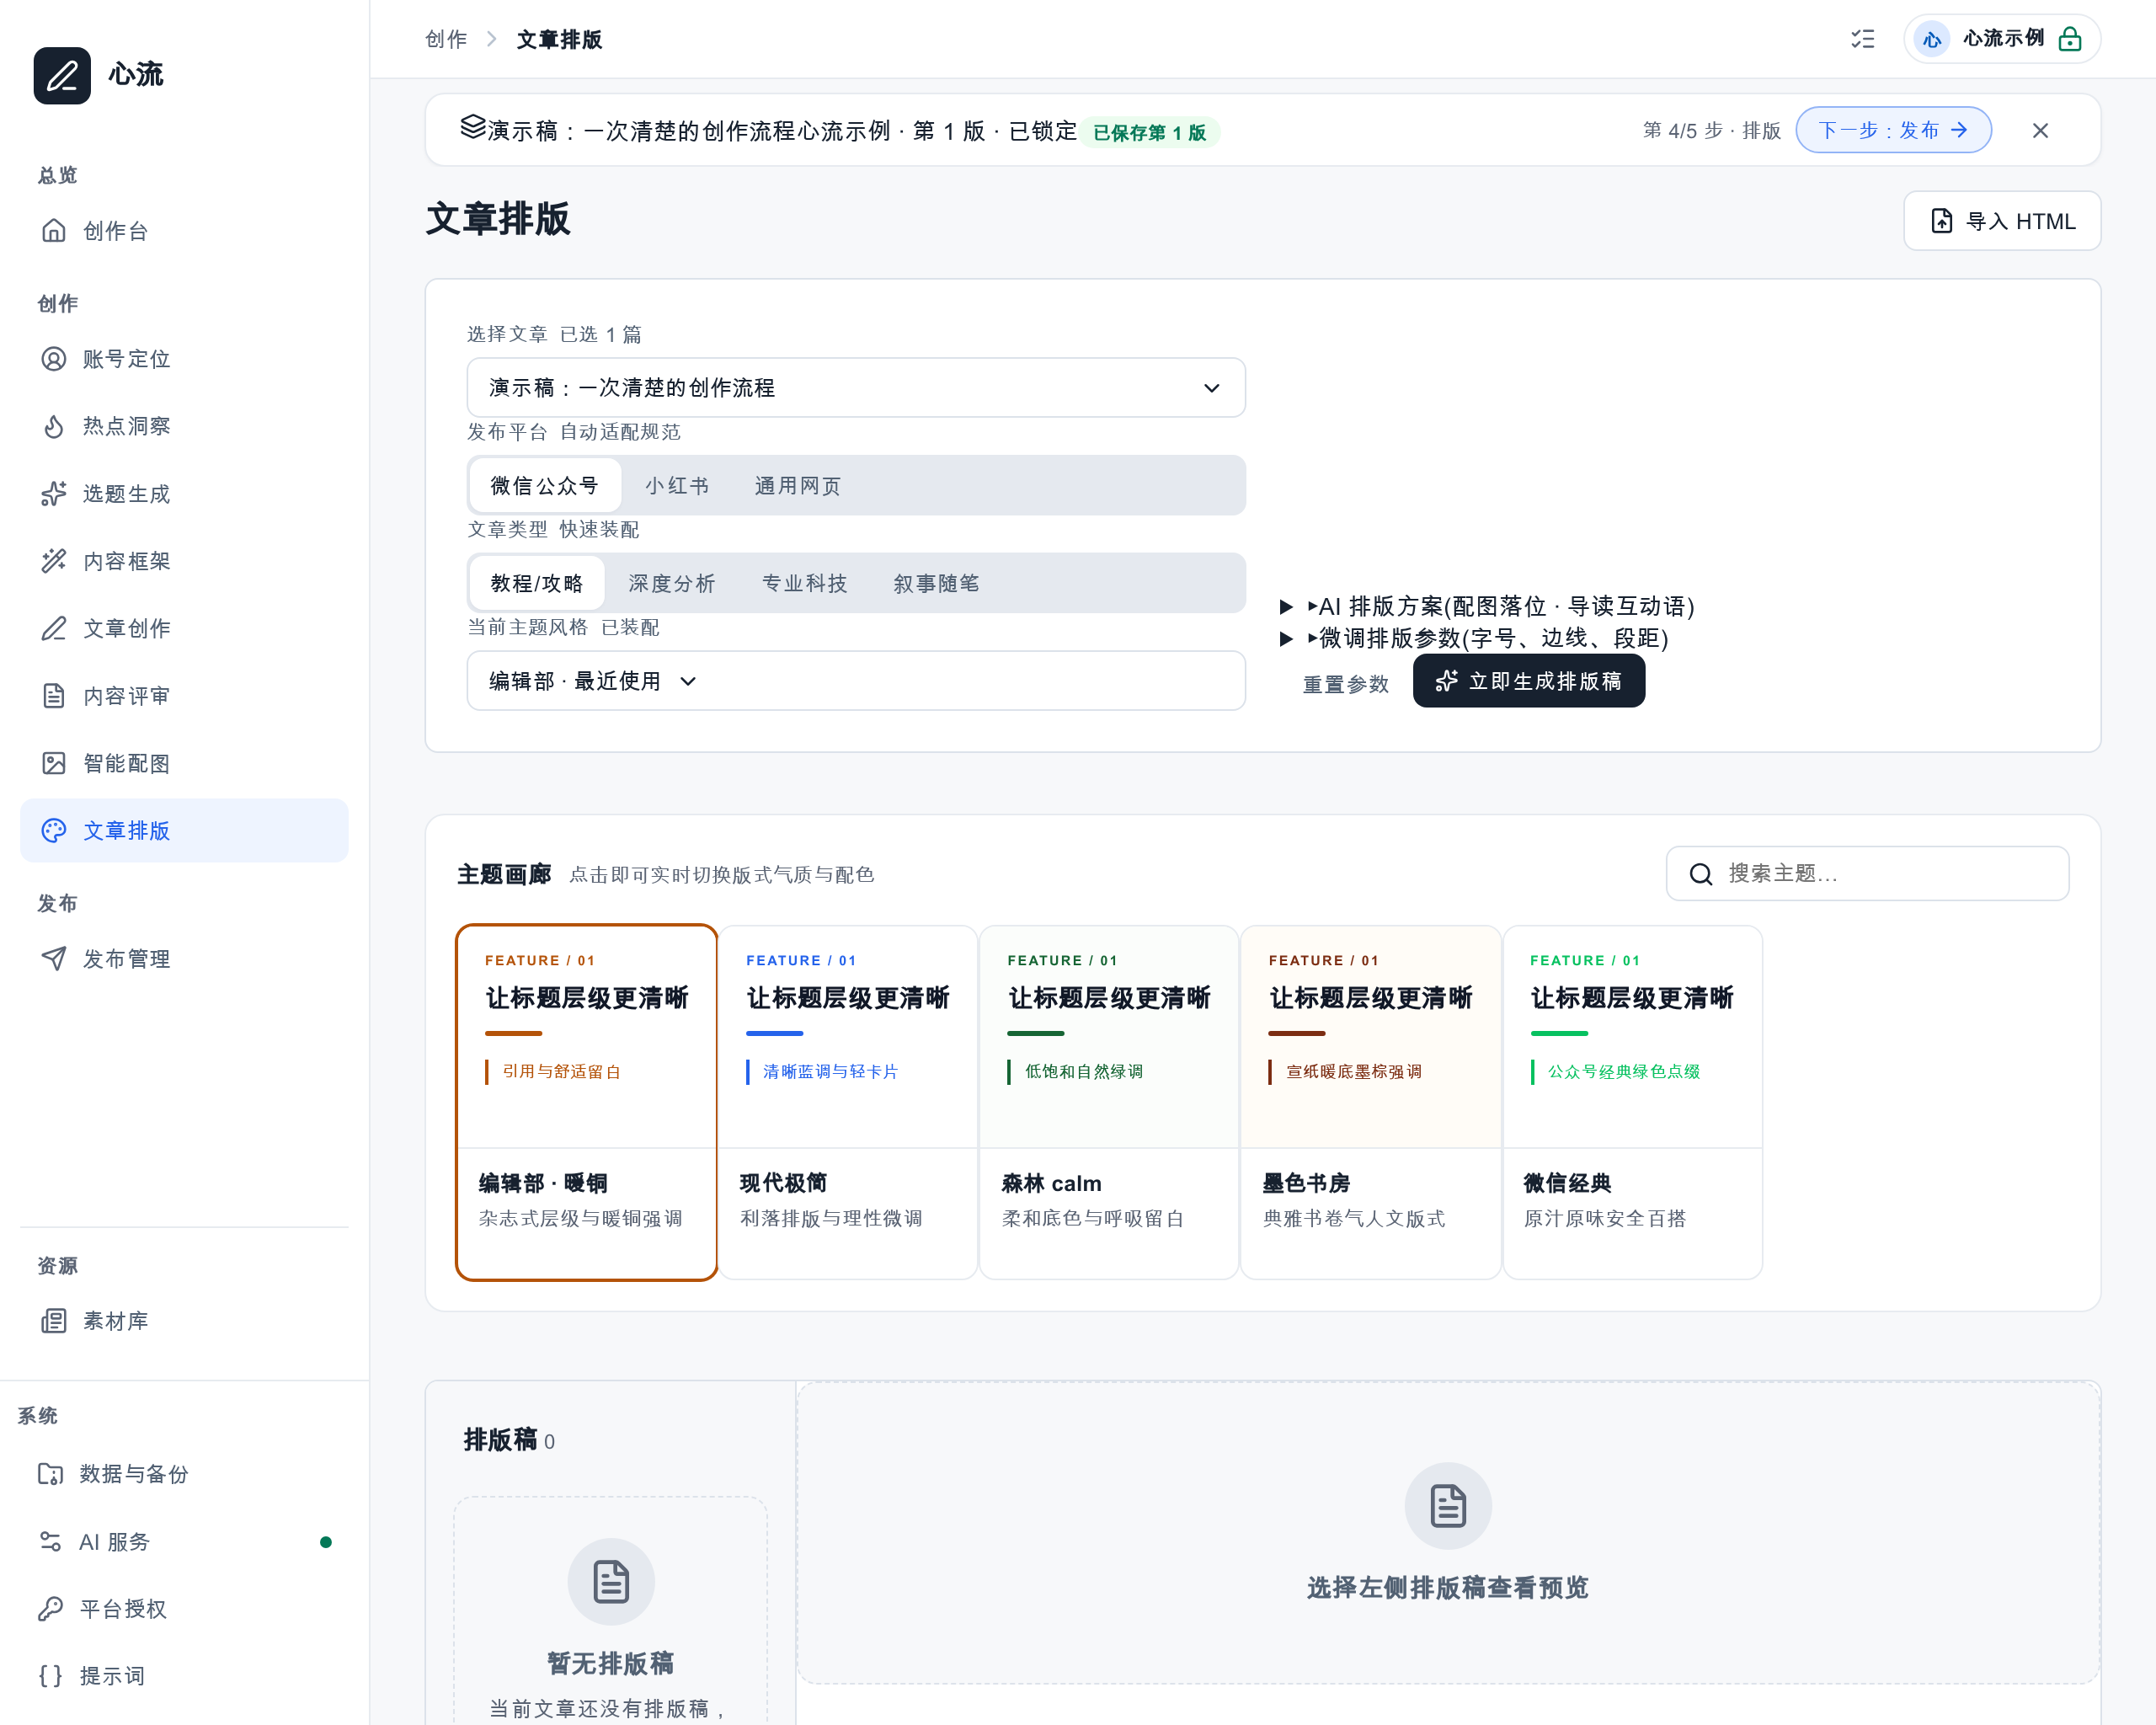 心流
总览
创作台
创作
账号定位
热点洞察
选题生成
内容框架
文章创作
内容评审
智能配图
文章排版
发布
发布管理
资源
素材库
系统
数据与备份
AI 服务
平台授权
提示词
创作 文章排版
心 心流示例
演示稿：一次清楚的创作流程心流示例 · 第 1 版 · 已锁定 已保存第 1 版 第 4/5 步 · 排版 下一步：发布
文章排版 导入 HTML
选择文章 已选 1 篇
演示稿：一次清楚的创作流程
发布平台 自动适配规范
微信公众号 小红书 通用网页
文章类型 快速装配
教程/攻略 深度分析 专业科技 叙事随笔
当前主题风格 已装配
编辑部 · 最近使用
▶ ▸AI 排版方案(配图落位 · 导读互动语)
▶ ▸微调排版参数(字号、边线、段距)
重置参数 立即生成排版稿
主题画廊 点击即可实时切换版式气质与配色 搜索主题...
FEATURE / 01
让标题层级更清晰
引用与舒适留白
编辑部 · 暖铜
杂志式层级与暖铜强调
FEATURE / 01
让标题层级更清晰
清晰蓝调与轻卡片
现代极简
利落排版与理性微调
FEATURE / 01
让标题层级更清晰
低饱和自然绿调
森林 calm
柔和底色与呼吸留白
FEATURE / 01
让标题层级更清晰
宣纸暖底墨棕强调
墨色书房
典雅书卷气人文版式
FEATURE / 01
让标题层级更清晰
公众号经典绿色点缀
微信经典
原汁原味安全百搭
排版稿 0
暂无排版稿
当前文章还没有排版稿，
选择左侧排版稿查看预览